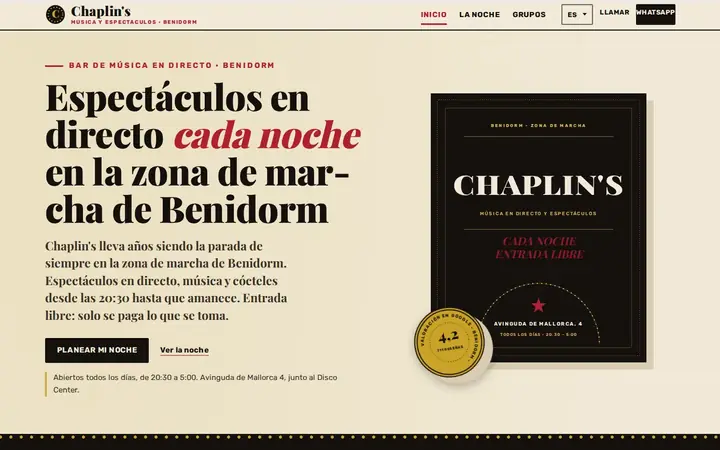 Chaplin's
MÚSICA Y ESPECTÁCULOS · BENIDORM
INICIO
LA NOCHE
GRUPOS
ES
LLAMAR
WHATSAPP
BAR DE MÚSICA EN DIRECTO · BENIDORM
Espectáculos en
directo cada noche
en la zona de mar-
cha de Benidorm
Chaplin's lleva años siendo la parada de
siempre en la zona de marcha de Benidorm.
Espectáculos en directo, música y cócteles
desde las 20:30 hasta que amanece. Entrada
libre: solo se paga lo que se toma.
PLANEAR MI NOCHE
Ver la noche
Abiertos todos los días, de 20:30 a 5:00. Avinguda de Mallorca 4, junto al Disco
Center.
BENIDORM · ZONA DE MARCHA
CHAPLIN'S
MÚSICA EN DIRECTO Y ESPECTÁCULOS
CADA NOCHE
ENTRADA LIBRE
AVINGUDA DE MALLORCA, 4
TODOS LOS DÍAS · 20:30 – 5:00
VALORACIÓN EN GOOGLE · BENIDORM ·
4,2